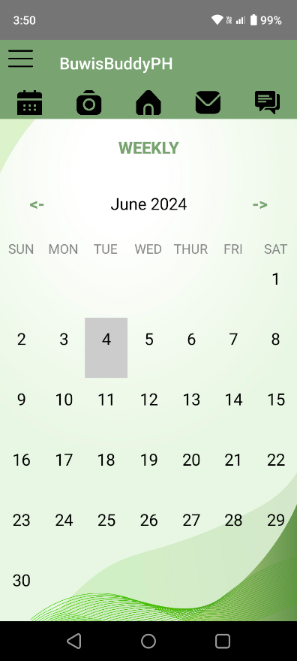 3:50 99%
BuwisBuddyPH
WEEKLY
<- June 2024 ->
SUN MON TUE WED THUR FRI SAT
1
2 3 4 5 6 7 8
9 10 11 12 13 14 15
16 17 18 19 20 21 22
23 24 25 26 27 28 29
30